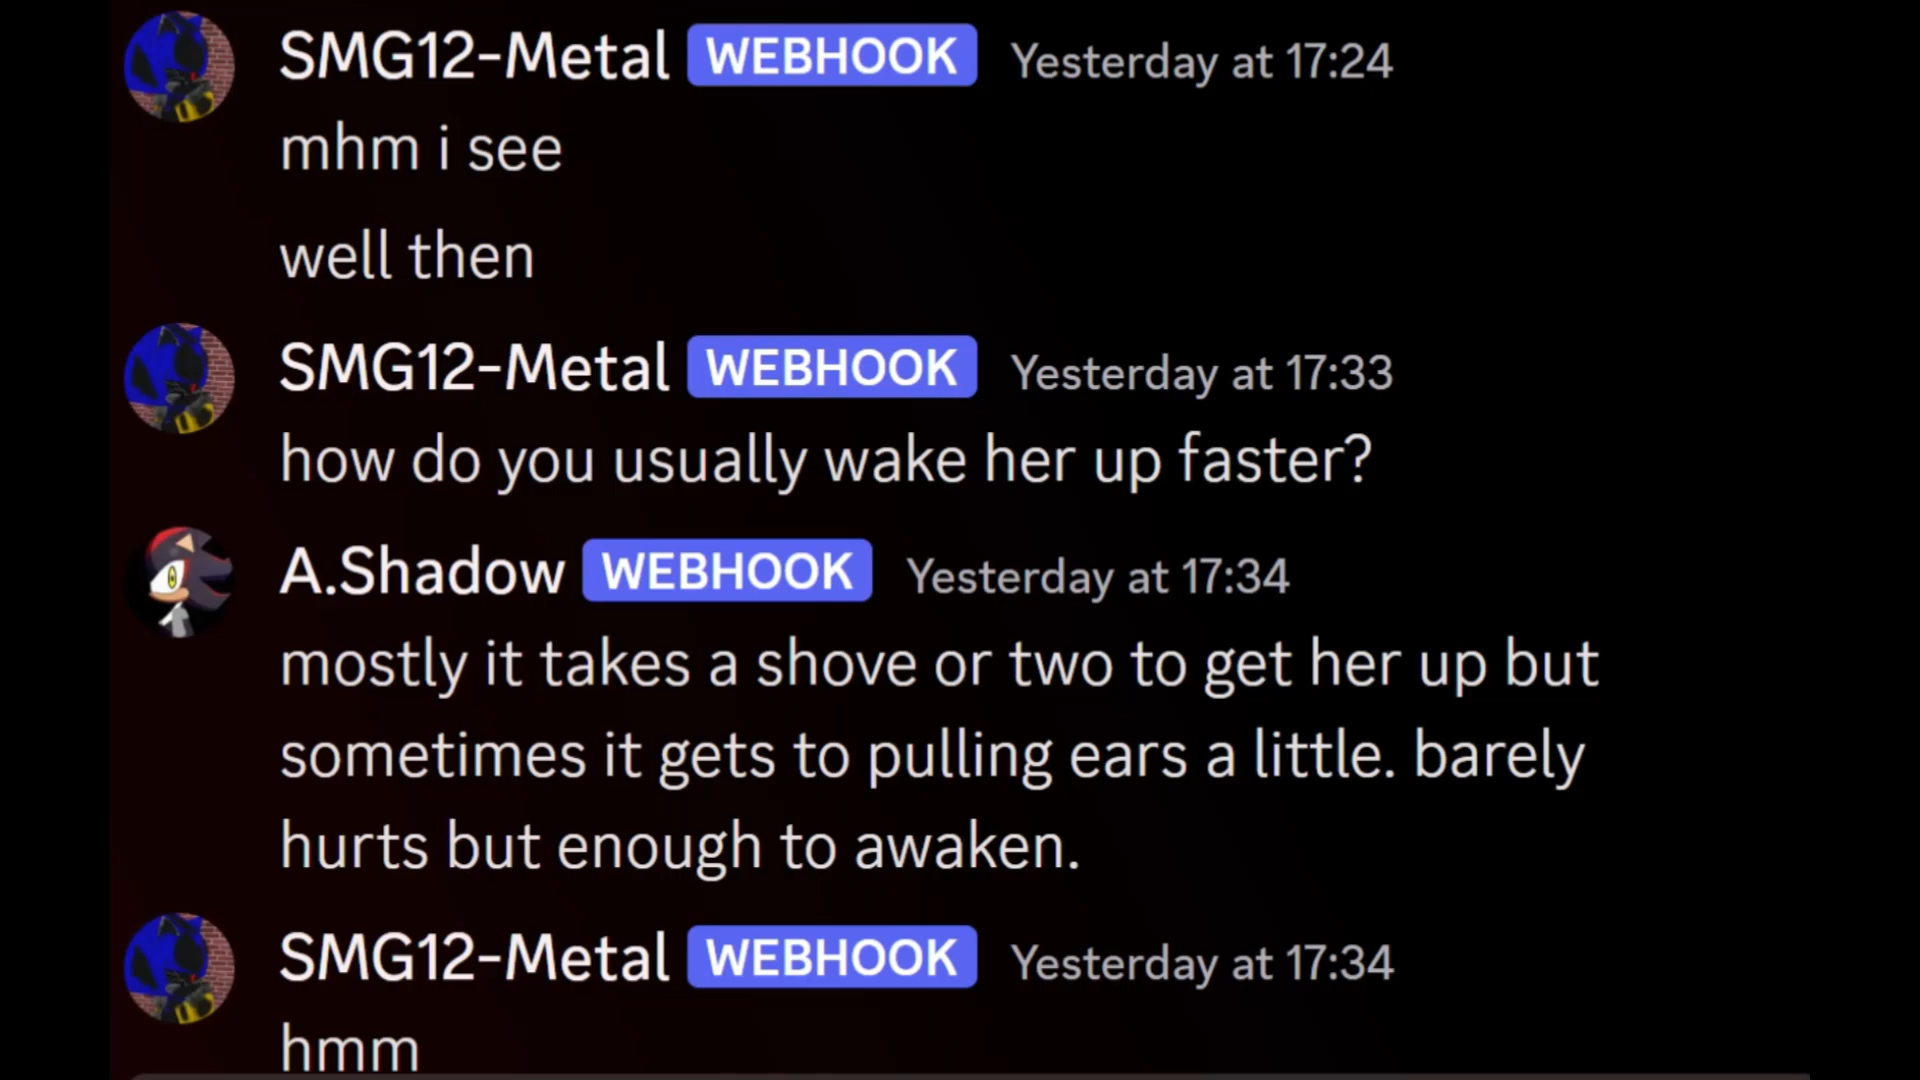 SMG12-Metal WEBHOOK Yesterday at 17:24
mhm i see
well then
SMG12-Metal WEBHOOK Yesterday at 17:33
how do you usually wake her up faster?
A.Shadow WEBHOOK Yesterday at 17:34
mostly it takes a shove or two to get her up but
sometimes it gets to pulling ears a little. barely
hurts but enough to awaken.
SMG12-Metal WEBHOOK Yesterday at 17:34
hmm